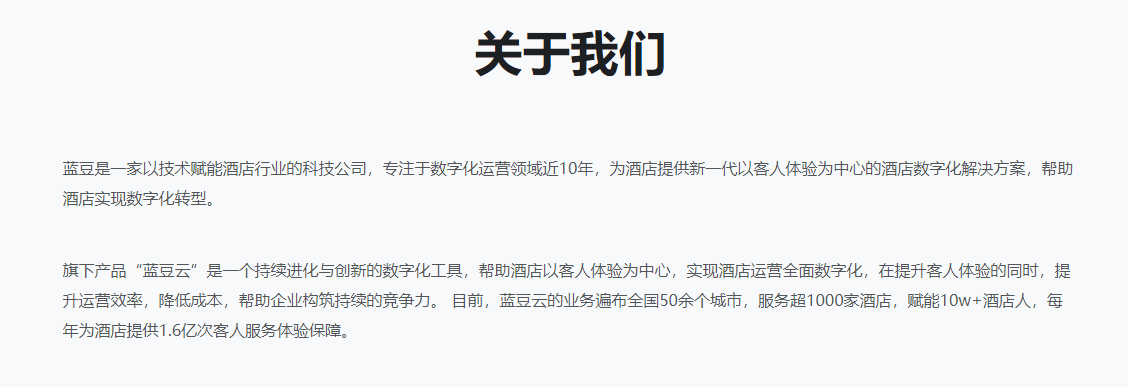 关于我们
蓝豆是一家以技术赋能酒店行业的科技公司，专注于数字化运营领域近10年，为酒店提供新一代以客人体验为中心的酒店数字化解决方案，帮助
酒店实现数字化转型。
旗下产品“蓝豆云”是一个持续进化与创新的数字化工具，帮助酒店以客人体验为中心，实现酒店运营全面数字化，在提升客人体验的同时，提
升运营效率，降低成本，帮助企业构筑持续的竞争力。 目前，蓝豆云的业务遍布全国50余个城市，服务超1000家酒店，赋能10w+酒店人，每
年为酒店提供1.6亿次客人服务体验保障。